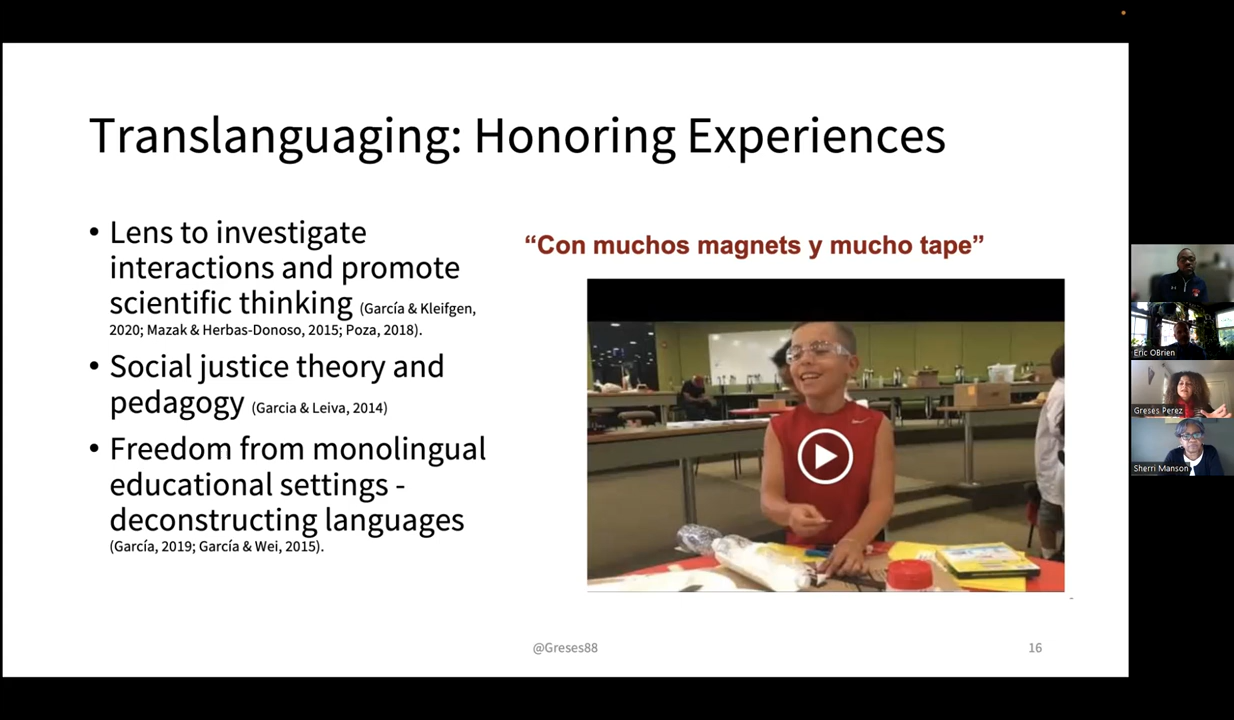 Translanguaging: Honoring Experiences
• Lens to investigate
interactions and promote
scientific thinking (García & Kleifgen,
2020; Mazak & Herbas-Donoso, 2015; Poza, 2018).
• Social justice theory and
pedagogy (Garcia & Leiva, 2014)
• Freedom from monolingual
educational settings -
deconstructing languages
(García, 2019; García & Wei, 2015).
“Con muchos magnets y mucho tape”
@Greses88
16
Eric OBrien
Greses Perez
Sherri Manson